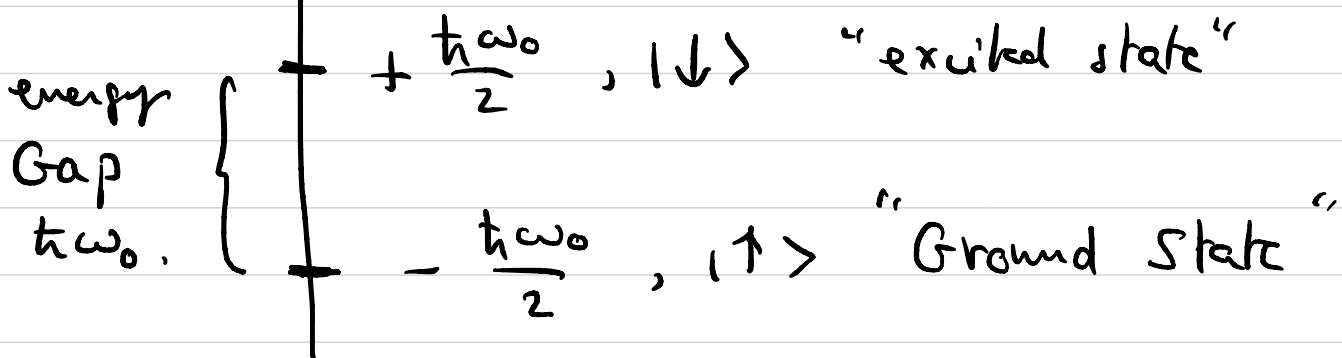 + ħω₀/2 , |↓> "excited state"
energy
Gap
ħω₀.
- ħω₀/2 , |↑> "Ground State"